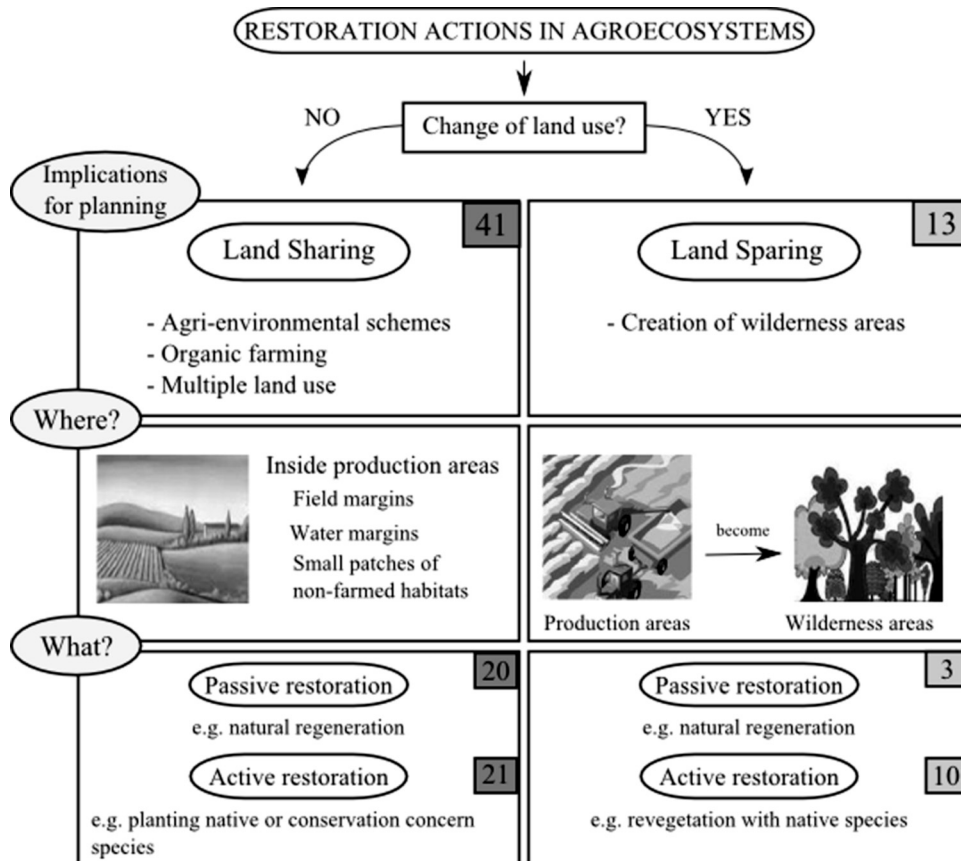 RESTORATION ACTIONS IN AGROECOSYSTEMS
NO
Change of land use?
YES
Implications
for planning
41
Land Sharing
- Agri-environmental schemes
- Organic farming
- Multiple land use
13
Land Sparing
- Creation of wilderness areas
Where?
Inside production areas
Field margins
Water margins
Small patches of
non-farmed habitats
become
Production areas
Wilderness areas
What?
20
Passive restoration
e.g. natural regeneration
21
Active restoration
e.g. planting native or conservation concern
species
3
Passive restoration
e.g. natural regeneration
10
Active restoration
e.g. revegetation with native species